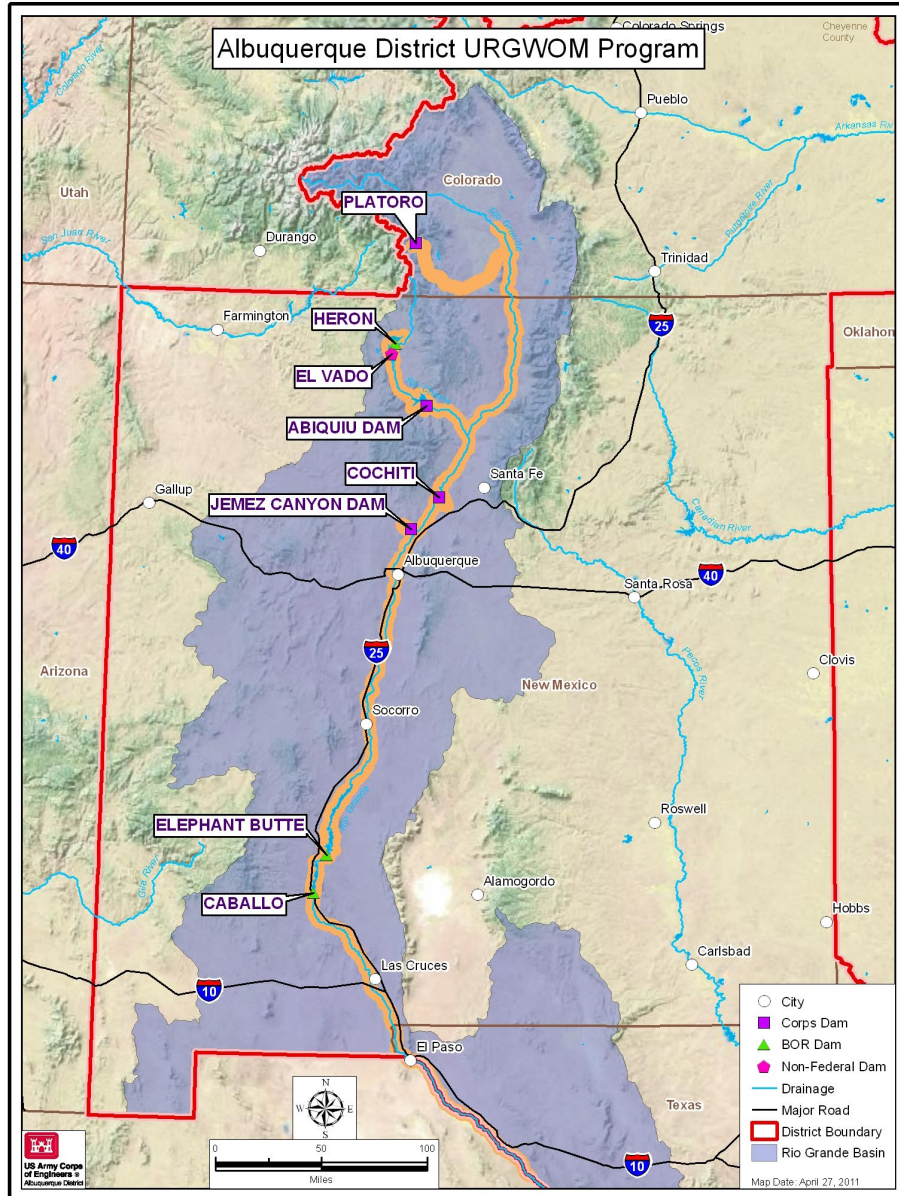 Albuquerque District URGWOM Program
Colorado Springs
Cheyenne
County
Colorado River
Pueblo
Arkansas Riv
Utah
Colorado
PLATORO
Rio Grande
Purgatoire River
Durango
San Juan River
Trinidad
Farmington
HERON
25
Oklahom
EL VADO
ABIQUIU DAM
COCHITI
Santa Fe
Gallup
JEMEZ CANYON DAM
Canadian River
40
Albuquerque
40
Santa Rosa
25
Pecos River
Arizona
Clovis
New Mexico
Socorro
Rio Grande
Roswell
ELEPHANT BUTTE
Gila River
Alamogordo
CABALLO
Hobbs
Carlsbad
Las Cruces
10
El Paso
Texas
10
City
Corps Dam
BOR Dam
Non-Federal Dam
Drainage
Major Road
District Boundary
Rio Grande Basin
Map Date: April 27, 2011
N
W E
S
0 50 100
Miles
US Army Corps
of Engineers ®
Albuquerque District